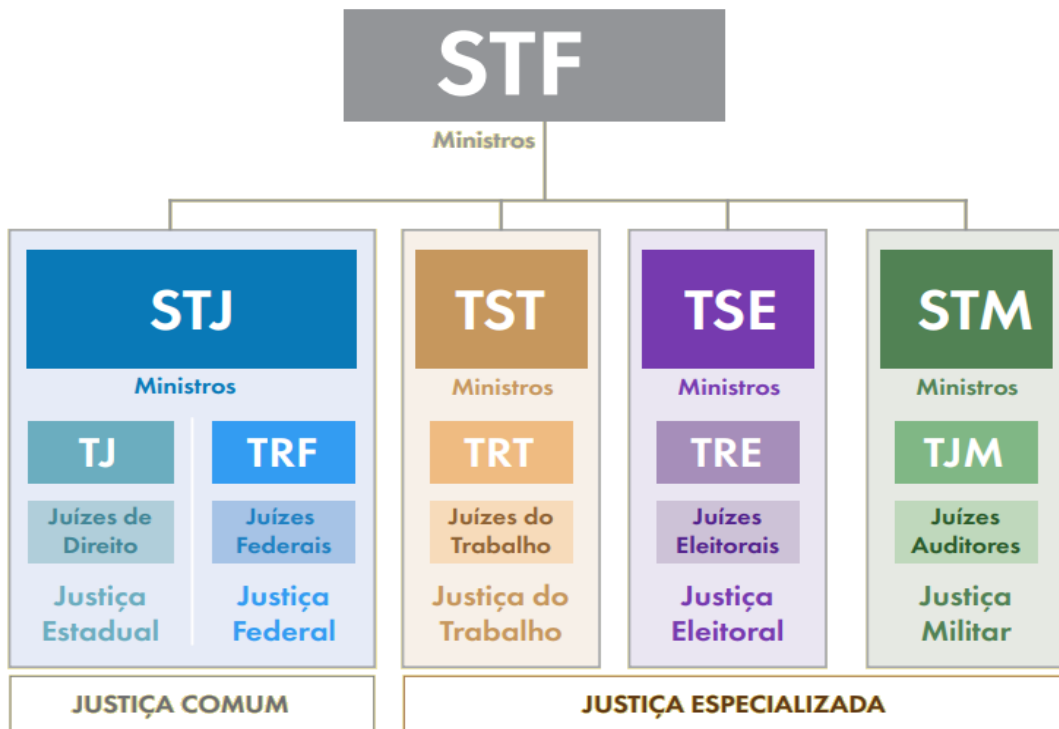 STF
Ministros
STJ
Ministros
TJ
TRF
Juízes de
Direito
Juízes
Federais
Justiça
Estadual
Justiça
Federal
TST
Ministros
TRT
Juízes do
Trabalho
Justiça do
Trabalho
TSE
Ministros
TRE
Juízes
Eleitorais
Justiça
Eleitoral
STM
Ministros
TJM
Juízes
Auditores
Justiça
Militar
JUSTIÇA COMUM
JUSTIÇA ESPECIALIZADA